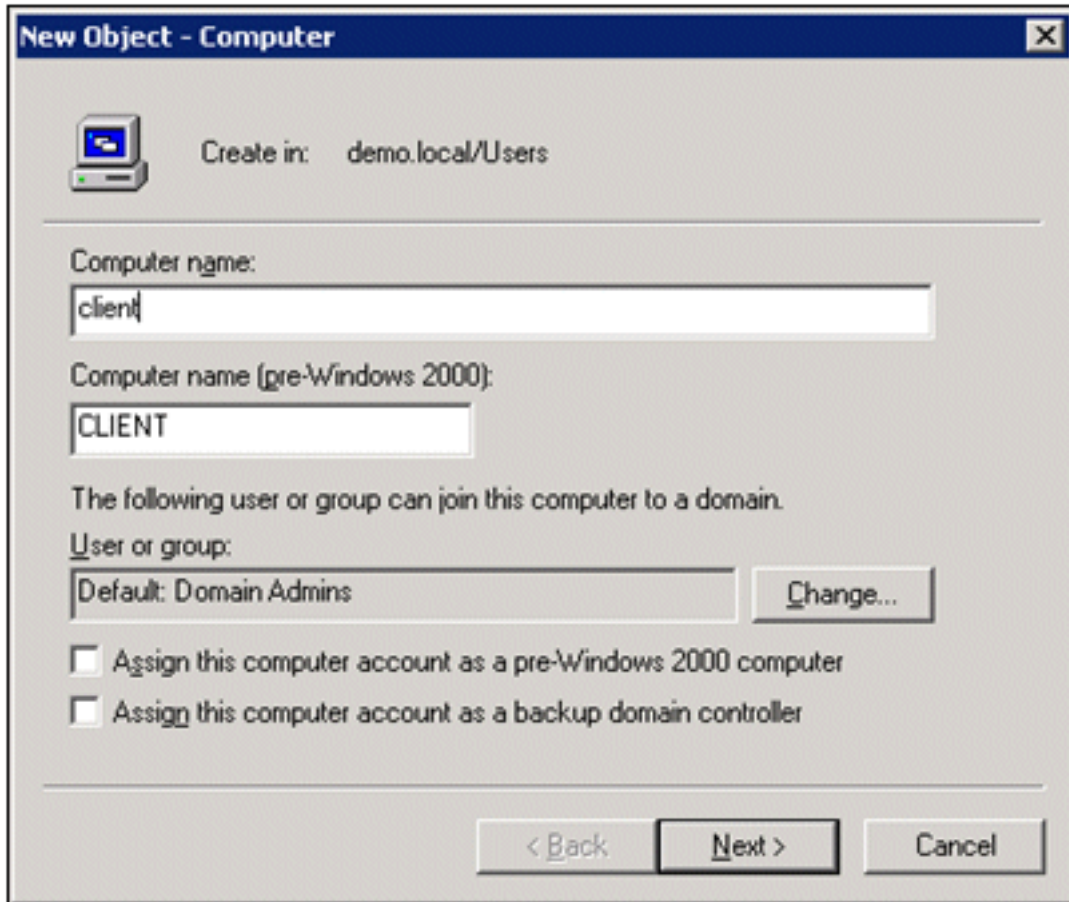 New Object - Computer
Create in: demo.local/Users
Computer name:
client
Computer name (pre-Windows 2000):
CLIENT
The following user or group can join this computer to a domain.
User or group:
Default: Domain Admins Change...
Assign this computer account as a pre-Windows 2000 computer
Assign this computer account as a backup domain controller
< Back Next > Cancel